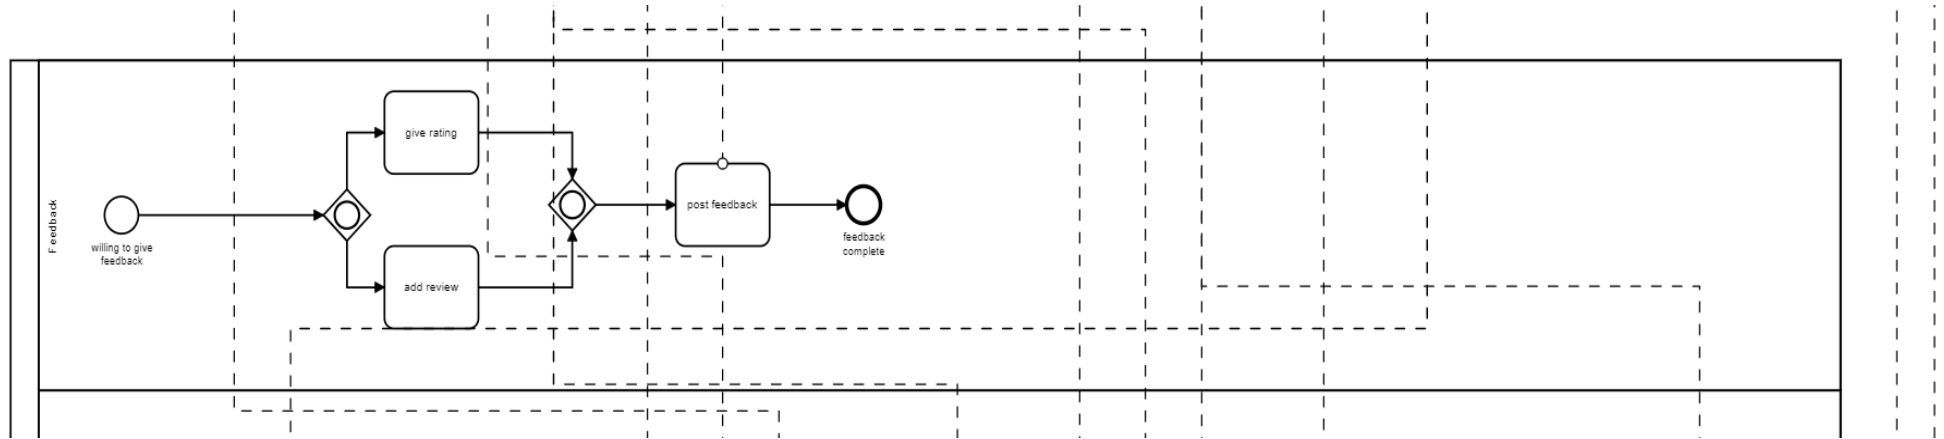 Feedback
willing to give
feedback
give rating
add review
post feedback
feedback
complete